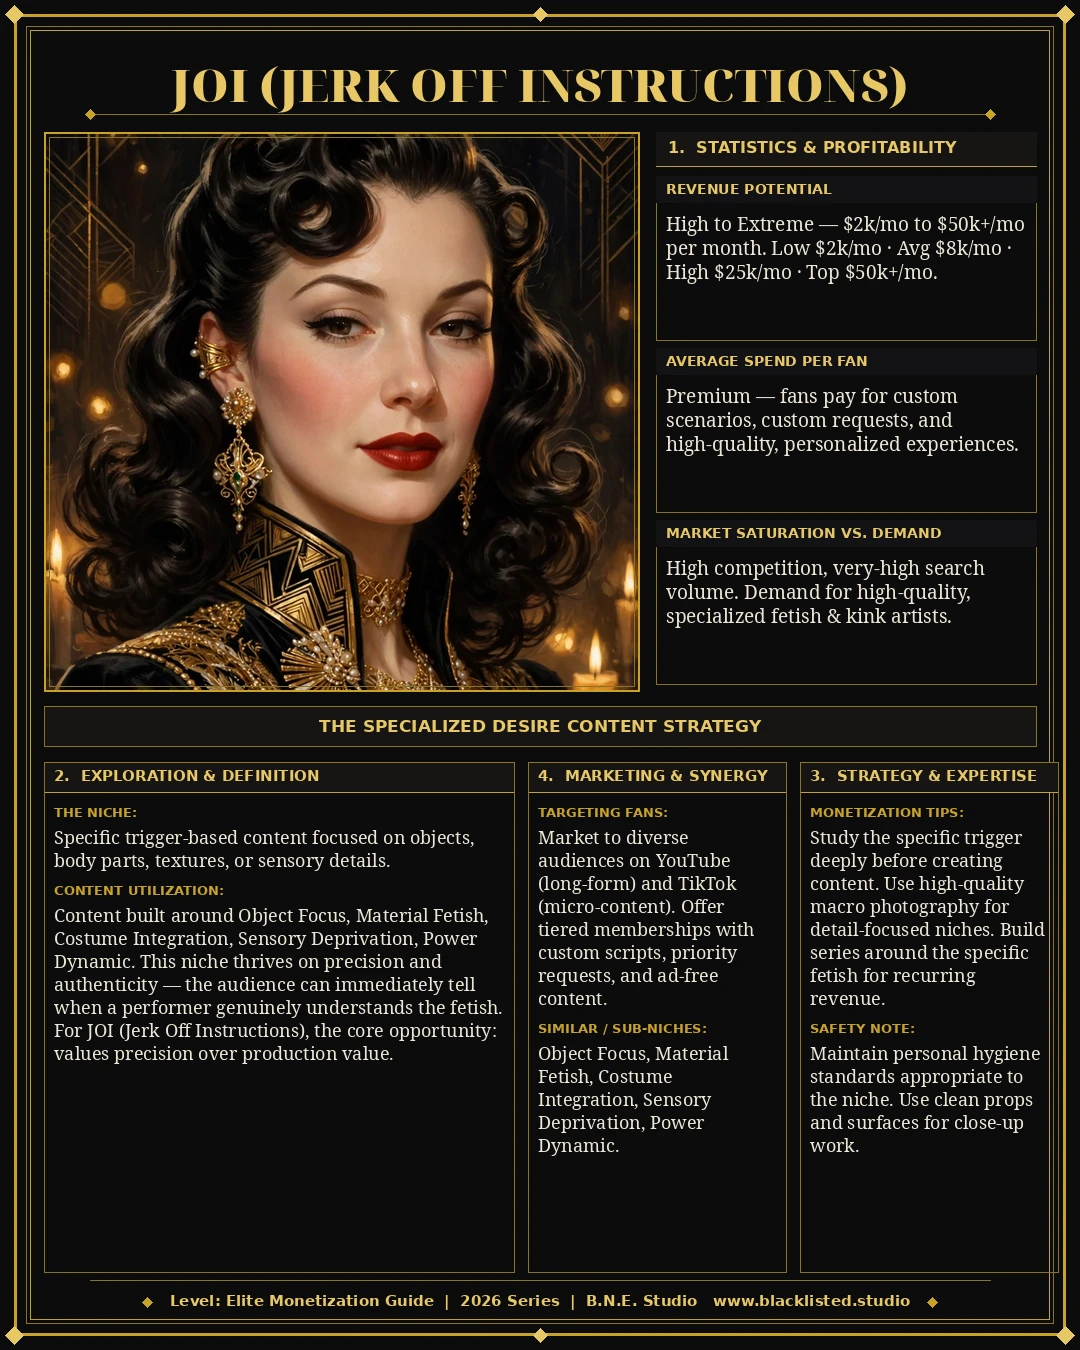 JOI (JERK OFF INSTRUCTIONS)
1. STATISTICS & PROFITABILITY
REVENUE POTENTIAL
High to Extreme — $2k/mo to $50k+/mo
per month. Low $2k/mo · Avg $8k/mo ·
High $25k/mo · Top $50k+/mo.
AVERAGE SPEND PER FAN
Premium — fans pay for custom
scenarios, custom requests, and
high-quality, personalized experiences.
MARKET SATURATION VS. DEMAND
High competition, very-high search
volume. Demand for high-quality,
specialized fetish & kink artists.
THE SPECIALIZED DESIRE CONTENT STRATEGY
2. EXPLORATION & DEFINITION
THE NICHE:
Specific trigger-based content focused on objects,
body parts, textures, or sensory details.
CONTENT UTILIZATION:
Content built around Object Focus, Material Fetish,
Costume Integration, Sensory Deprivation, Power
Dynamic. This niche thrives on precision and
authenticity — the audience can immediately tell
when a performer genuinely understands the fetish.
For JOI (Jerk Off Instructions), the core opportunity:
values precision over production value.
4. MARKETING & SYNERGY
TARGETING FANS:
Market to diverse
audiences on YouTube
(long-form) and TikTok
(micro-content). Offer
tiered memberships with
custom scripts, priority
requests, and ad-free
content.
SIMILAR / SUB-NICHES:
Object Focus, Material
Fetish, Costume
Integration, Sensory
Deprivation, Power
Dynamic.
3. STRATEGY & EXPERTISE
MONETIZATION TIPS:
Study the specific trigger
deeply before creating
content. Use high-quality
macro photography for
detail-focused niches. Build
series around the specific
fetish for recurring
revenue.
SAFETY NOTE:
Maintain personal hygiene
standards appropriate to
the niche. Use clean props
and surfaces for close-up
work.
Level: Elite Monetization Guide | 2026 Series | B.N.E. Studio www.blacklisted.studio